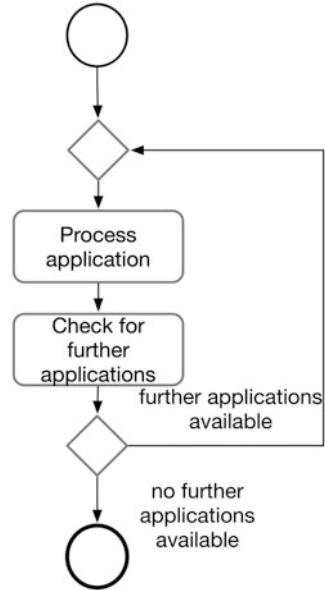 Process
application
Check for
further
applications
further applications
available
no further
applications
available